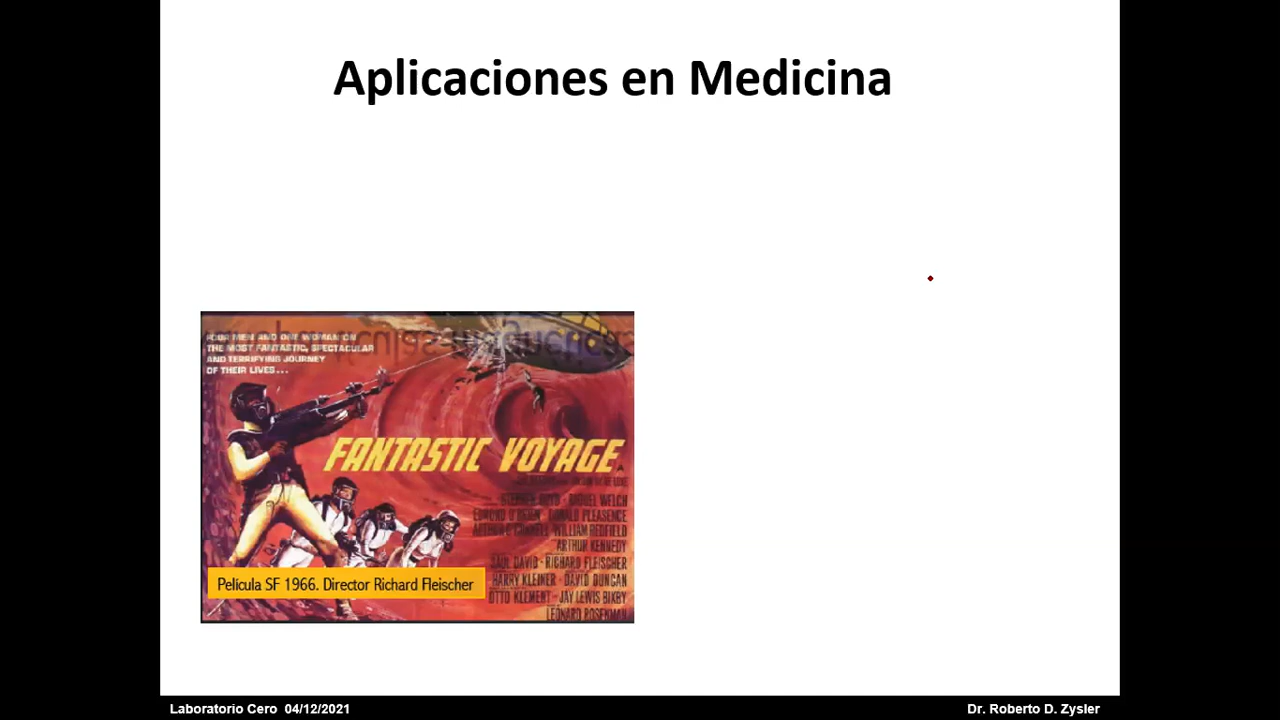 Aplicaciones en Medicina
FOUR MEN AND ONE WOMAN ON
THE MOST FANTASTIC, SPECTACULAR
AND TERRIFYING JOURNEY
OF THEIR LIVES...
FANTASTIC VOYAGE
STEPHEN BOYD · RAQUEL WELCH
EDMOND O'BRIEN · DONALD PLEASENCE
ARTHUR O'CONNELL · WILLIAM REDFIELD
ARTHUR KENNEDY
SAUL DAVID · RICHARD FLEISCHER
HARRY KLEINER · DAVID DUNCAN
OTTO KLEMENT · JAY LEWIS BIXBY
LEONARD ROSENMAN
Película SF 1966. Director Richard Fleischer
Laboratorio Cero 04/12/2021
Dr. Roberto D. Zysler